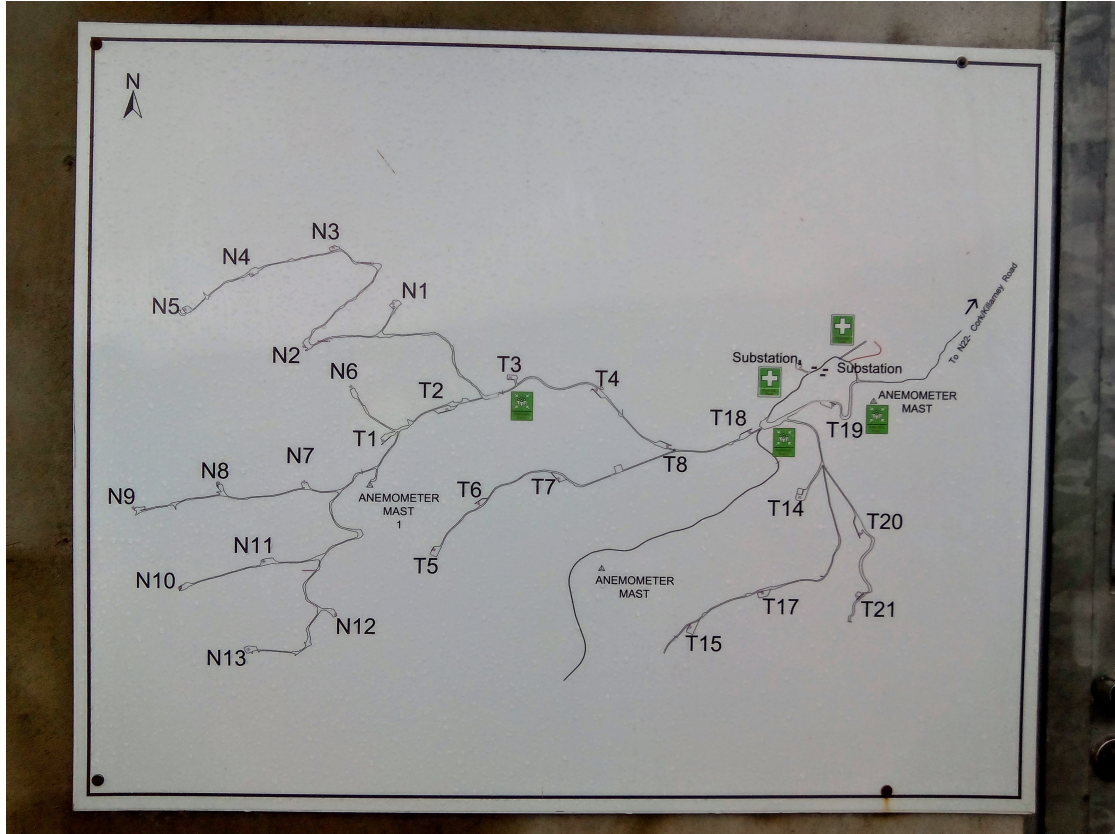 N
N3
N4
N5
N1
N2
To N22- Cork/Killarney Road
T3
T4
N6
T2
Substation
Substation
ANEMOMETER
MAST
T18
T19
T1
T8
N7
N8
N9
ANEMOMETER
MAST
1
T6
T7
T14
T20
T5
N11
N10
ANEMOMETER
MAST
T17
T21
N12
N13
T15